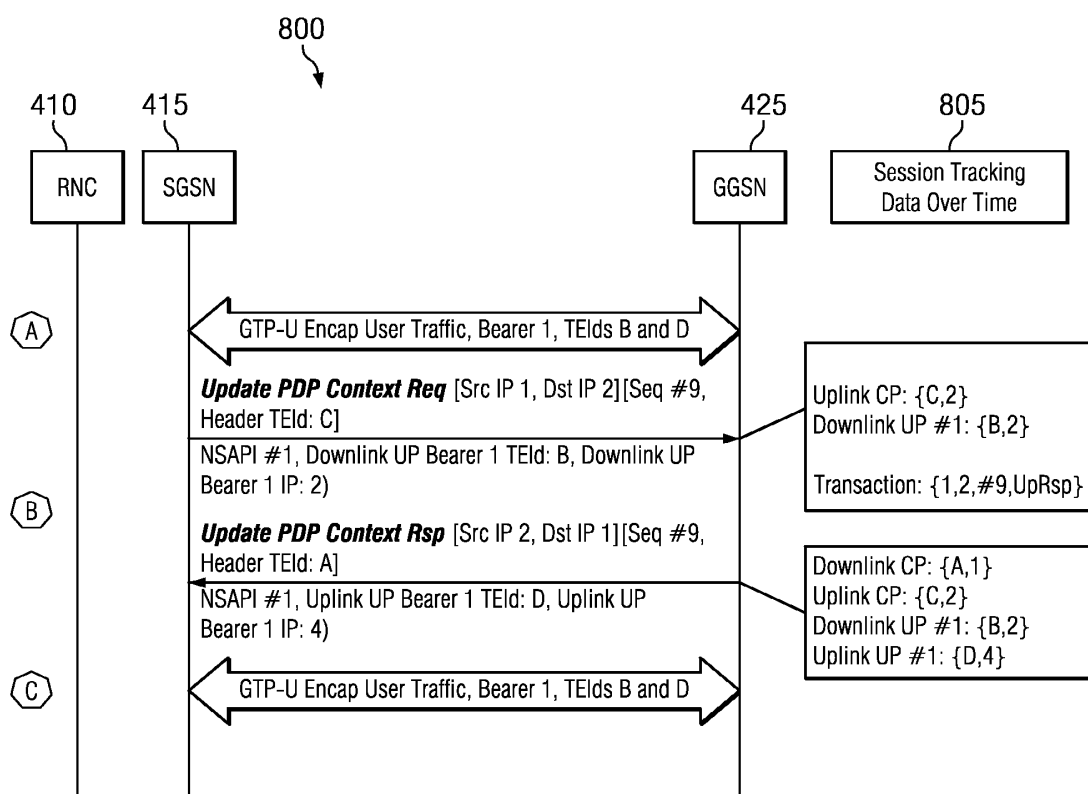 800
410
415
425
805
RNC
SGSN
GGSN
Session Tracking
Data Over Time
A
GTP-U Encap User Traffic, Bearer 1, TEIds B and D
Update PDP Context Req [Src IP 1, Dst IP 2][Seq #9,
Header TEId: C]
NSAPI #1, Downlink UP Bearer 1 TEId: B, Downlink UP
Bearer 1 IP: 2)
Uplink CP: {C,2}
Downlink UP #1: {B,2}
Transaction: {1,2,#9,UpRsp}
B
Update PDP Context Rsp [Src IP 2, Dst IP 1][Seq #9,
Header TEId: A]
NSAPI #1, Uplink UP Bearer 1 TEId: D, Uplink UP
Bearer 1 IP: 4)
Downlink CP: {A,1}
Uplink CP: {C,2}
Downlink UP #1: {B,2}
Uplink UP #1: {D,4}
C
GTP-U Encap User Traffic, Bearer 1, TEIds B and D